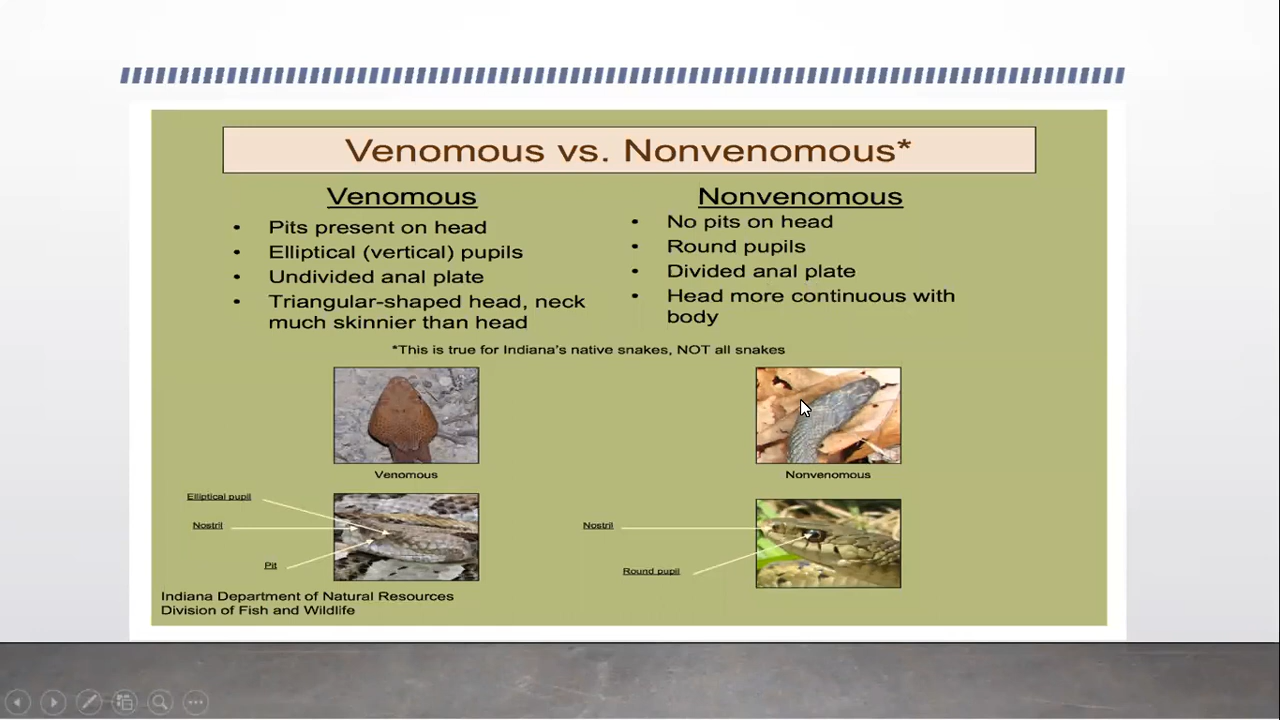 Venomous vs. Nonvenomous*
Venomous
• Pits present on head
• Elliptical (vertical) pupils
• Undivided anal plate
• Triangular-shaped head, neck
much skinnier than head
Nonvenomous
• No pits on head
• Round pupils
• Divided anal plate
• Head more continuous with
body
*This is true for Indiana's native snakes, NOT all snakes
Venomous
Nonvenomous
Elliptical pupil
Nostril
Pit
Nostril
Round pupil
Indiana Department of Natural Resources
Division of Fish and Wildlife